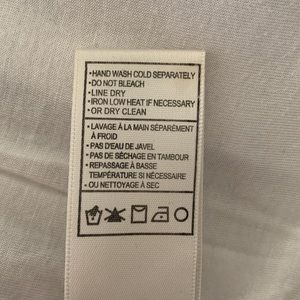 •HAND WASH COLD SEPARATELY
•DO NOT BLEACH
•LINE DRY
•IRON LOW HEAT IF NECESSARY
•OR DRY CLEAN
•LAVAGE À LA MAIN SÉPARÉMENT
À FROID
•PAS D'EAU DE JAVEL
•PAS DE SÉCHAGE EN TAMBOUR
•REPASSAGE À BASSE
TEMPÉRATURE SI NÉCESSAIRE
•OU NETTOYAGE À SEC